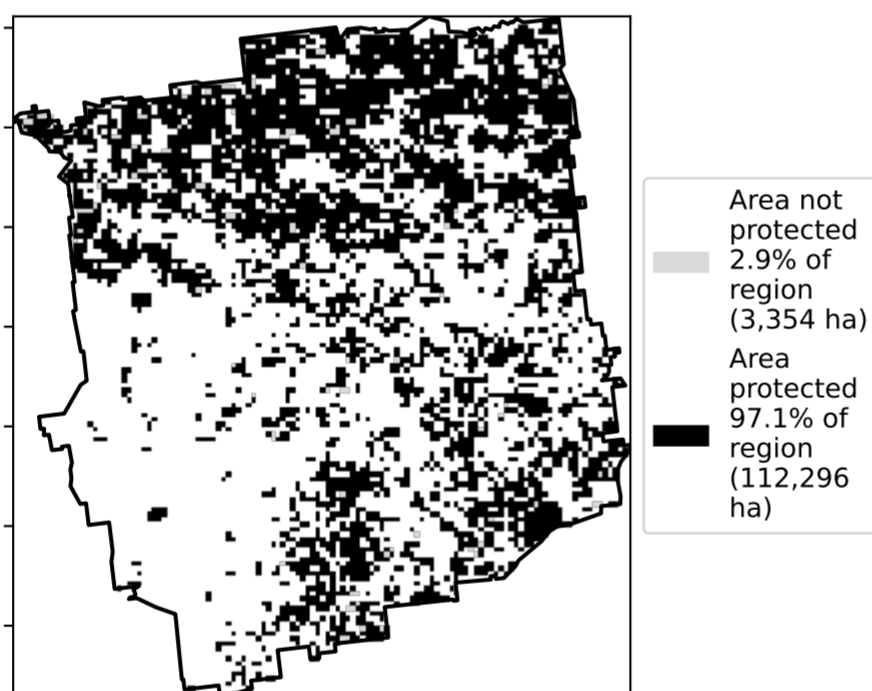 Area not
protected
2.9% of
region
(3,354 ha)
Area
protected
97.1% of
region
(112,296
ha)